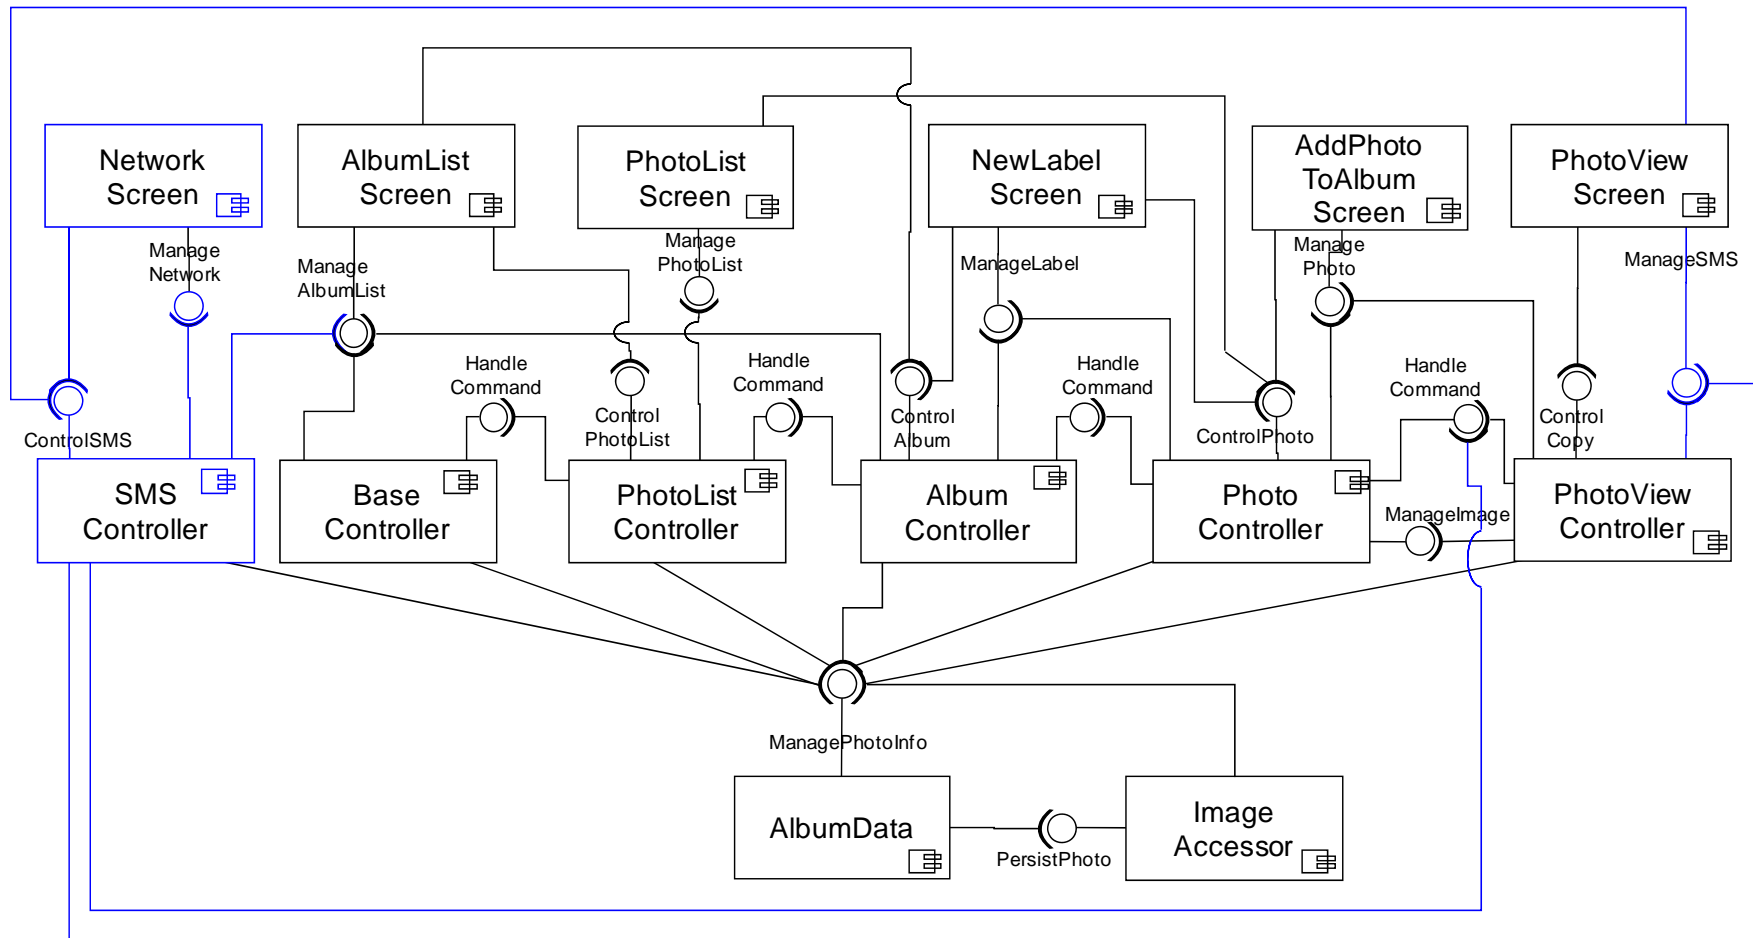 Network
Screen
AlbumList
Screen
PhotoList
Screen
NewLabel
Screen
AddPhoto
ToAlbum
Screen
PhotoView
Screen
Manage
Network
Manage
AlbumList
Manage
PhotoList
ManageLabel
Manage
Photo
ManageSMS
Handle
Command
Handle
Command
Handle
Command
Handle
Command
ControlSMS
Control
PhotoList
Control
Album
ControlPhoto
Control
Copy
SMS
Controller
Base
Controller
PhotoList
Controller
Album
Controller
Photo
Controller
ManageImage
PhotoView
Controller
ManagePhotoInfo
AlbumData
PersistPhoto
Image
Accessor